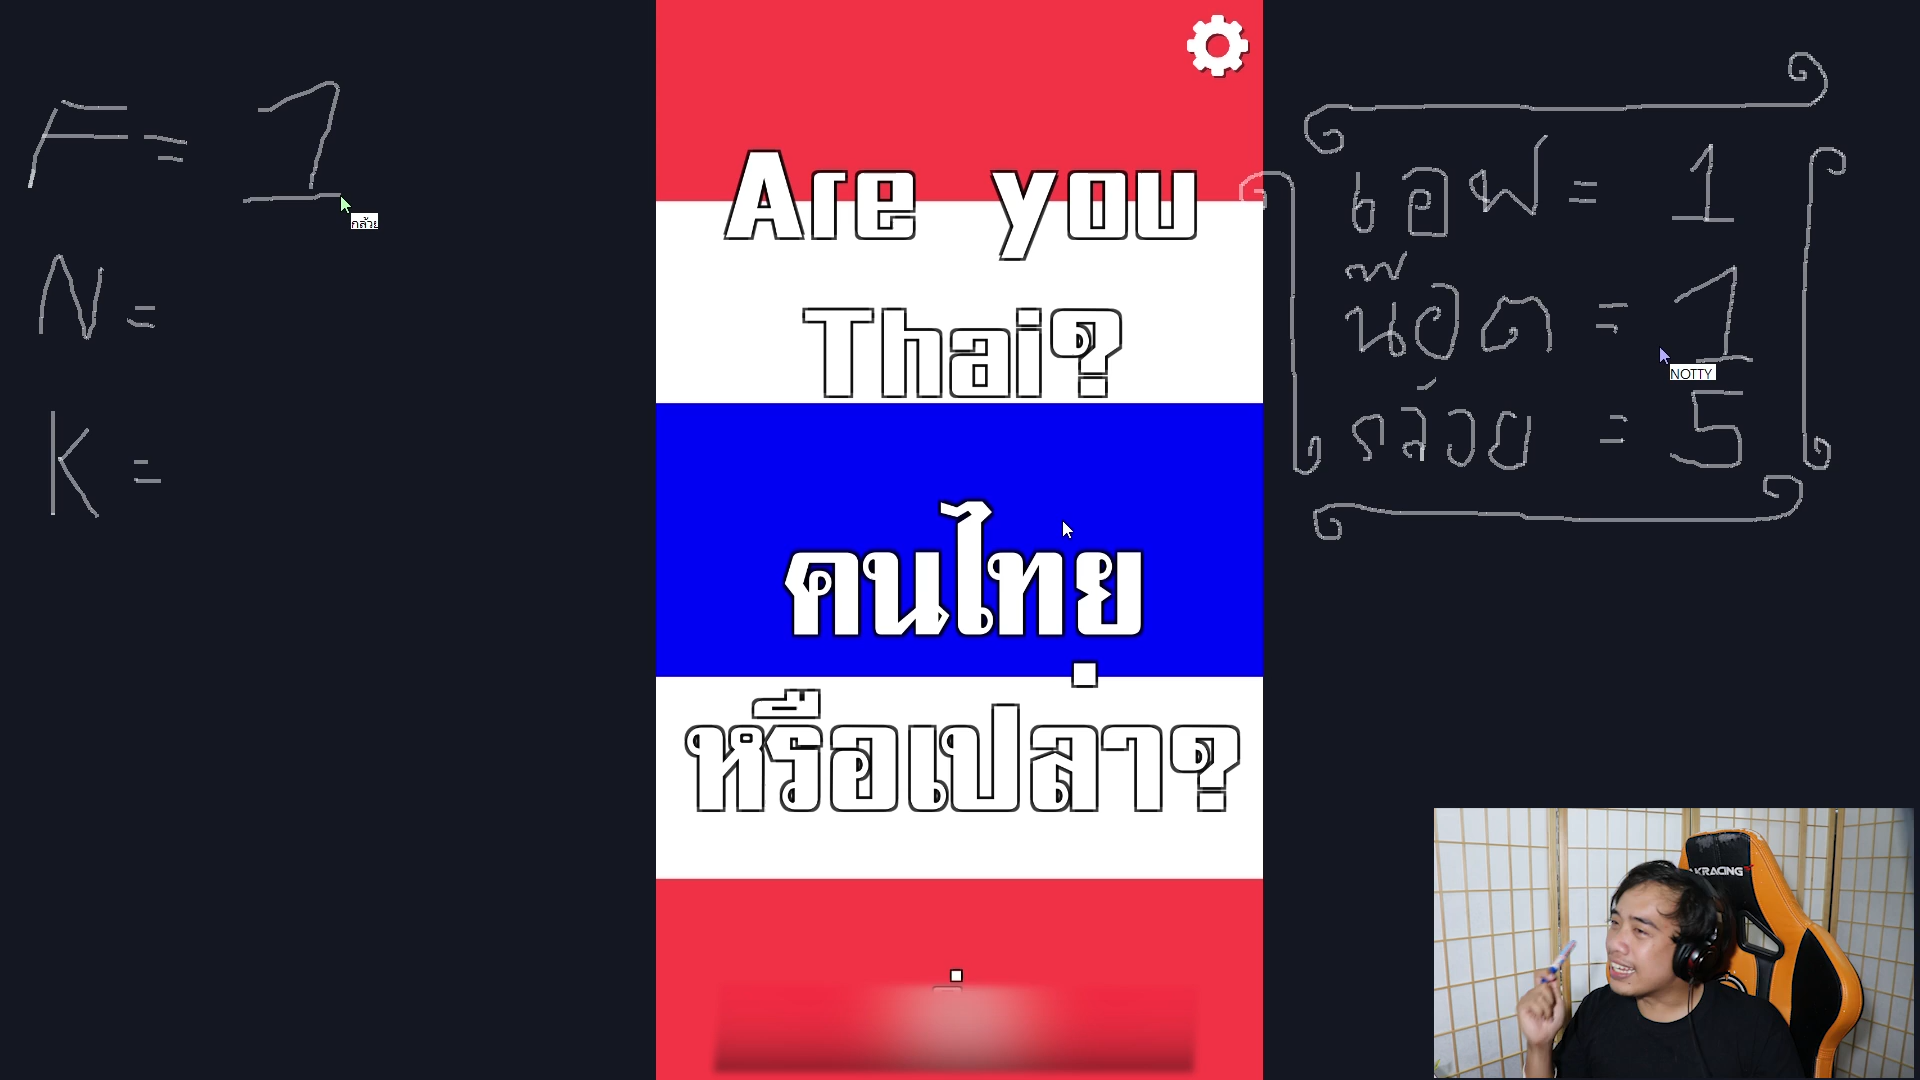 F = 1
กล้วย
N =
K =
Are you
Thai?
คนไทย
หรือเปล่า?
เอฟ = 1
น๊อต = 1
NOTTY
กล้วย = 5
AKRACING